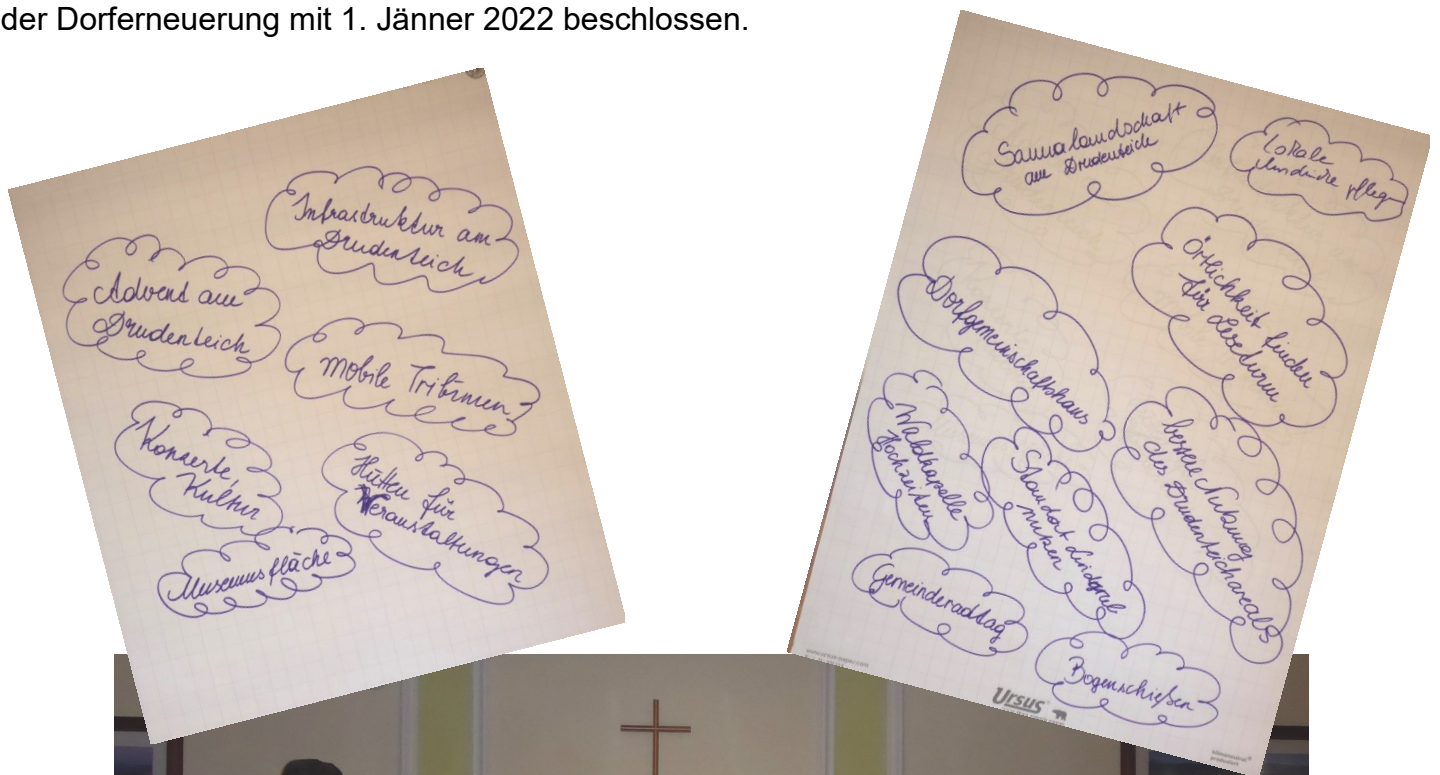 der Dorferneuerung mit 1. Jänner 2022 beschlossen.
Infrastruktur am
Drudenteich
Advent am
Drudenteich
Mobile Tribünen
Konzerte,
Kultur
Hütten für
Veranstaltungen
Museumsfläche
Saunalandschaft
am Drudenteich
Lokale
pflegen
Örtlichkeit finden
für Leseturm
Dorfgemeinschaftshaus
Waldkapelle
Hochzeiten
Standort
nutzen
bessere Nutzung
des Drudenteichareals
Gemeinderadtag
Bogenschießen
Ursus